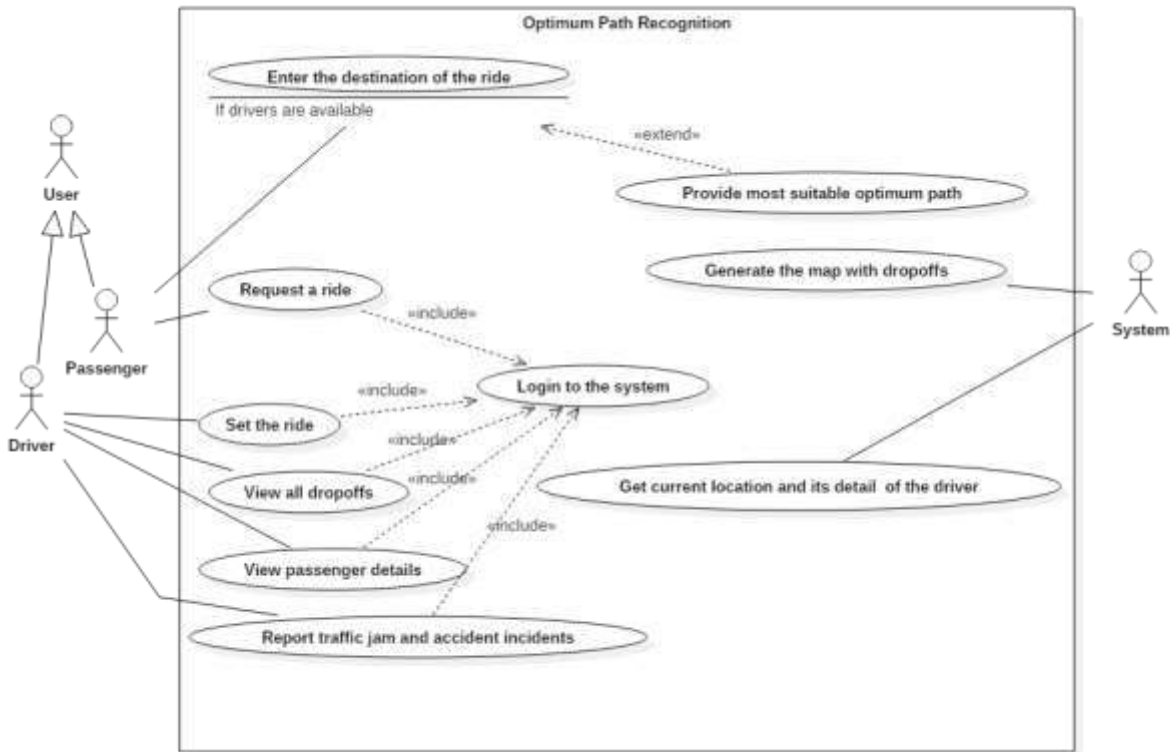 Optimum Path Recognition
Enter the destination of the ride
If drivers are available
«extend»
User
Provide most suitable optimum path
Generate the map with dropoffs
Request a ride
«include»
System
Passenger
Login to the system
«include»
Set the ride
Driver
«include»
«include»
View all dropoffs
Get current location and its detail of the driver
«include»
View passenger details
Report traffic jam and accident incidents